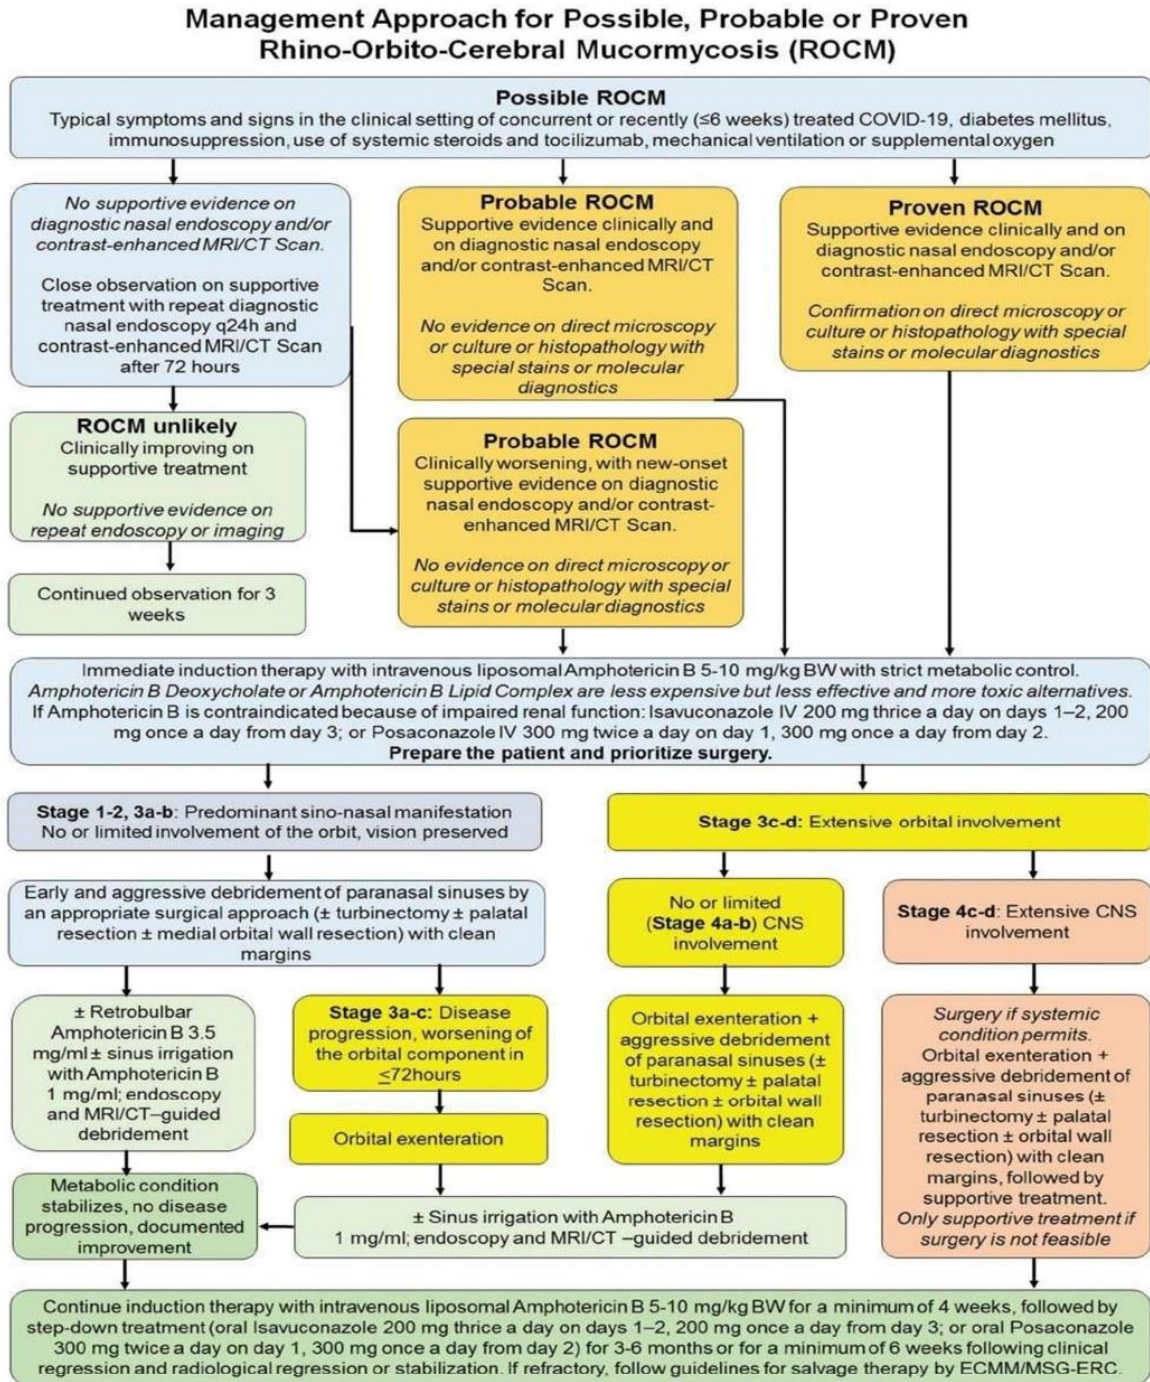 Management Approach for Possible, Probable or Proven
Rhino-Orbito-Cerebral Mucormycosis (ROCM)
Possible ROCM
Typical symptoms and signs in the clinical setting of concurrent or recently (≤6 weeks) treated COVID-19, diabetes mellitus,
immunosuppression, use of systemic steroids and tocilizumab, mechanical ventilation or supplemental oxygen
No supportive evidence on
diagnostic nasal endoscopy and/or
contrast-enhanced MRI/CT Scan.
Close observation on supportive
treatment with repeat diagnostic
nasal endoscopy q24h and
contrast-enhanced MRI/CT Scan
after 72 hours
Probable ROCM
Supportive evidence clinically and
on diagnostic nasal endoscopy
and/or contrast-enhanced MRI/CT
Scan.
No evidence on direct microscopy
or culture or histopathology with
special stains or molecular
diagnostics
Proven ROCM
Supportive evidence clinically and on
diagnostic nasal endoscopy and/or
contrast-enhanced MRI/CT Scan.
Confirmation on direct microscopy or
culture or histopathology with special
stains or molecular diagnostics
ROCM unlikely
Clinically improving on
supportive treatment
No supportive evidence on
repeat endoscopy or imaging
Probable ROCM
Clinically worsening, with new-onset
supportive evidence on diagnostic
nasal endoscopy and/or contrast-
enhanced MRI/CT Scan.
No evidence on direct microscopy or
culture or histopathology with special
stains or molecular diagnostics
Continued observation for 3
weeks
Immediate induction therapy with intravenous liposomal Amphotericin B 5-10 mg/kg BW with strict metabolic control.
Amphotericin B Deoxycholate or Amphotericin B Lipid Complex are less expensive but less effective and more toxic alternatives.
If Amphotericin B is contraindicated because of impaired renal function: Isavuconazole IV 200 mg thrice a day on days 1–2, 200
mg once a day from day 3; or Posaconazole IV 300 mg twice a day on day 1, 300 mg once a day from day 2.
Prepare the patient and prioritize surgery.
Stage 1-2, 3a-b: Predominant sino-nasal manifestation
No or limited involvement of the orbit, vision preserved
Stage 3c-d: Extensive orbital involvement
Early and aggressive debridement of paranasal sinuses by
an appropriate surgical approach (± turbinectomy ± palatal
resection ± medial orbital wall resection) with clean
margins
No or limited
(Stage 4a-b) CNS
involvement
Stage 4c-d: Extensive CNS
involvement
± Retrobulbar
Amphotericin B 3.5
mg/ml ± sinus irrigation
with Amphotericin B
1 mg/ml; endoscopy
and MRI/CT–guided
debridement
Stage 3a-c: Disease
progression, worsening of
the orbital component in
≤72hours
Orbital exenteration
Orbital exenteration +
aggressive debridement
of paranasal sinuses (±
turbinectomy ± palatal
resection ± orbital wall
resection) with clean
margins
Surgery if systemic
condition permits.
Orbital exenteration +
aggressive debridement of
paranasal sinuses (±
turbinectomy ± palatal
resection ± orbital wall
resection) with clean
margins, followed by
supportive treatment.
Only supportive treatment if
surgery is not feasible
Metabolic condition
stabilizes, no disease
progression, documented
improvement
± Sinus irrigation with Amphotericin B
1 mg/ml; endoscopy and MRI/CT –guided debridement
Continue induction therapy with intravenous liposomal Amphotericin B 5-10 mg/kg BW for a minimum of 4 weeks, followed by
step-down treatment (oral Isavuconazole 200 mg thrice a day on days 1–2, 200 mg once a day from day 3; or oral Posaconazole
300 mg twice a day on day 1, 300 mg once a day from day 2) for 3-6 months or for a minimum of 6 weeks following clinical
regression and radiological regression or stabilization. If refractory, follow guidelines for salvage therapy by ECMM/MSG-ERC.